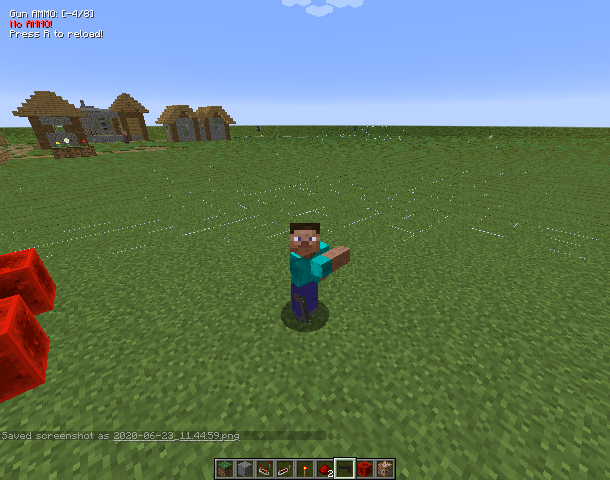 Gun AMMO: [-4/8]
No AMMO!
Press R to reload!
Saved screenshot as 2020-06-23_11.44.59.png
2